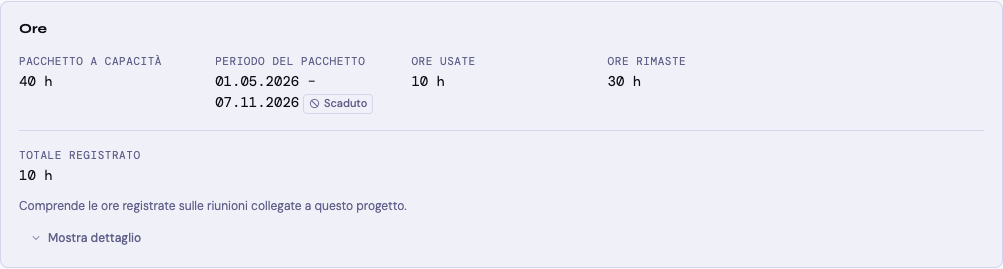 Ore
PACCHETTO A CAPACITÀ
40 h
PERIODO DEL PACCHETTO
01.05.2026 –
07.11.2026 Scaduto
ORE USATE
10 h
ORE RIMASTE
30 h
TOTALE REGISTRATO
10 h
Comprende le ore registrate sulle riunioni collegate a questo progetto.
Mostra dettaglio